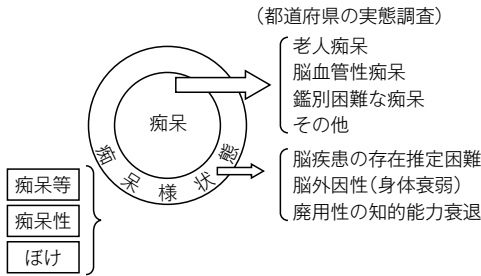 （都道府県の実態調査）
老人痴呆
脳血管性痴呆
鑑別困難な痴呆
その他
痴呆
痴呆様状態
脳疾患の存在推定困難
脳外因性（身体衰弱）
廃用性の知的能力衰退
痴呆等
痴呆性
ぼけ